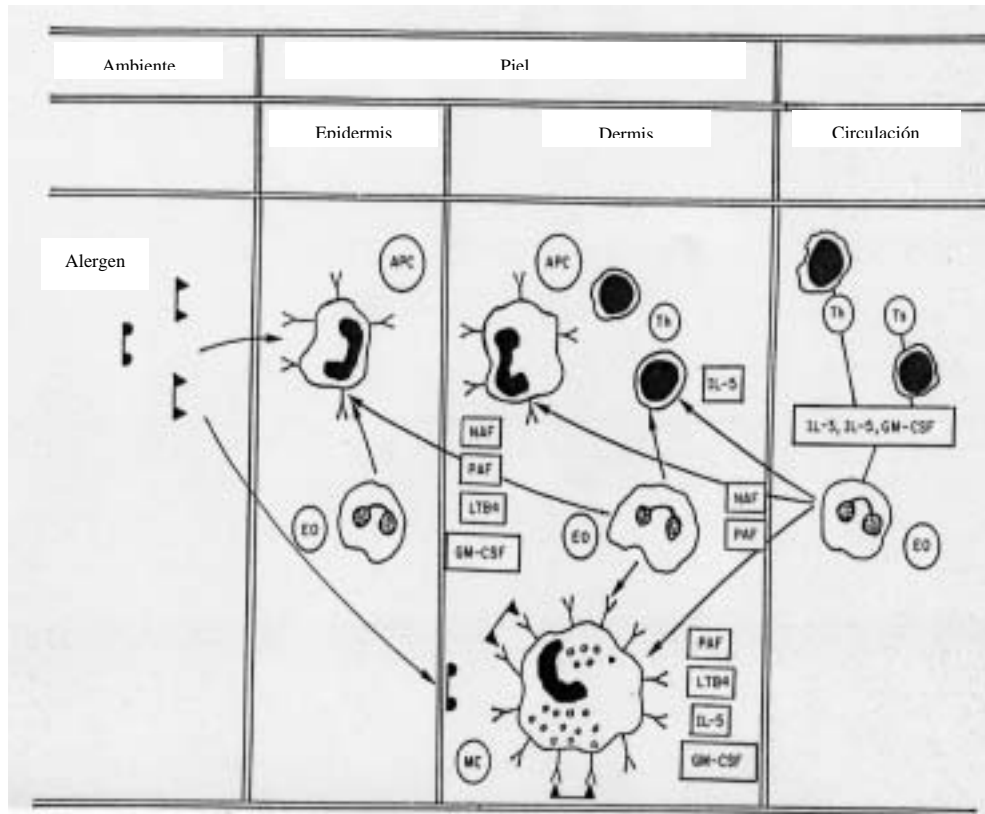 Ambiente
Piel
Epidermis
Dermis
Circulación
Alergen
APC
APC
Th
Th
Ts
IL-5
IL-3, IL-5, GM-CSF
NAF
PAF
LTB4
GM-CSF
EO
EO
NAF
PAF
EO
PAF
LTB4
IL-5
GM-CSF
MC